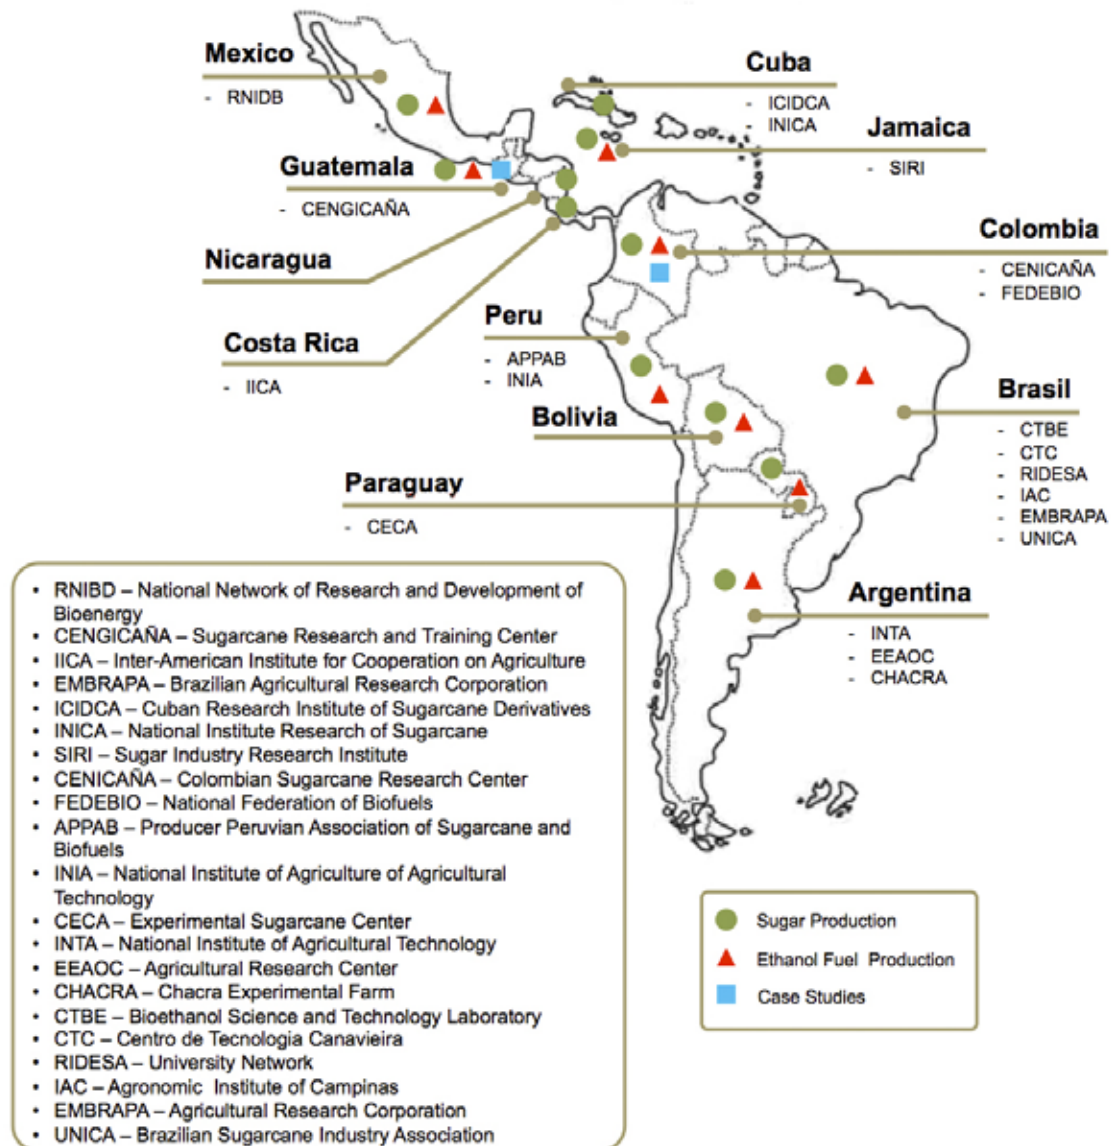 Mexico
- RNIDB
Cuba
- ICIDCA
- INICA
Jamaica
- SIRI
Guatemala
- CENGICAÑA
Nicaragua
Costa Rica
- IICA
Colombia
- CENICAÑA
- FEDEBIO
Peru
- APPAB
- INIA
Bolivia
Brasil
- CTBE
- CTC
- RIDESA
- IAC
- EMBRAPA
- UNICA
Paraguay
- CECA
Argentina
- INTA
- EEAOC
- CHACRA
• RNIBD – National Network of Research and Development of
Bioenergy
• CENGICAÑA – Sugarcane Research and Training Center
• IICA – Inter-American Institute for Cooperation on Agriculture
• EMBRAPA – Brazilian Agricultural Research Corporation
• ICIDCA – Cuban Research Institute of Sugarcane Derivatives
• INICA – National Institute Research of Sugarcane
• SIRI – Sugar Industry Research Institute
• CENICAÑA – Colombian Sugarcane Research Center
• FEDEBIO – National Federation of Biofuels
• APPAB – Producer Peruvian Association of Sugarcane and
Biofuels
• INIA – National Institute of Agriculture of Agricultural
Technology
• CECA – Experimental Sugarcane Center
• INTA – National Institute of Agricultural Technology
• EEAOC – Agricultural Research Center
• CHACRA – Chacra Experimental Farm
• CTBE – Bioethanol Science and Technology Laboratory
• CTC – Centro de Tecnologia Canavieira
• RIDESA – University Network
• IAC – Agronomic Institute of Campinas
• EMBRAPA – Agricultural Research Corporation
• UNICA – Brazilian Sugarcane Industry Association
Sugar Production
Ethanol Fuel Production
Case Studies